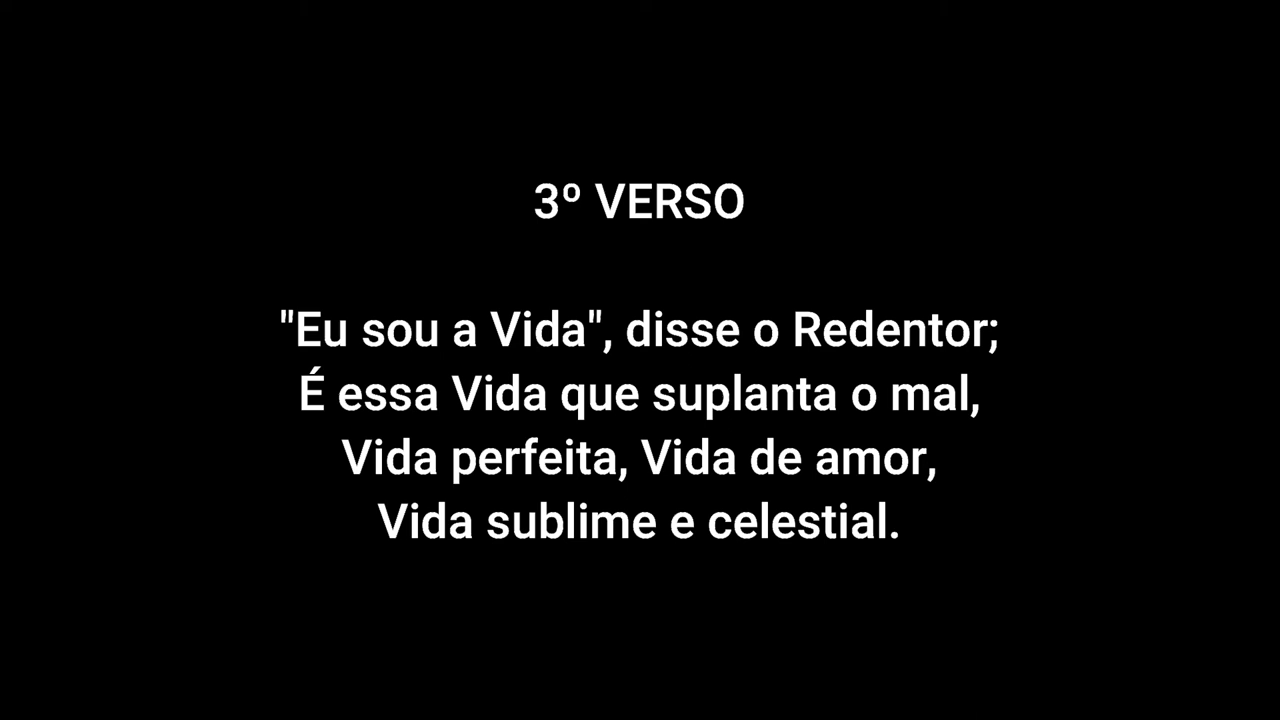 3º VERSO
"Eu sou a Vida", disse o Redentor;
É essa Vida que suplanta o mal,
Vida perfeita, Vida de amor,
Vida sublime e celestial.